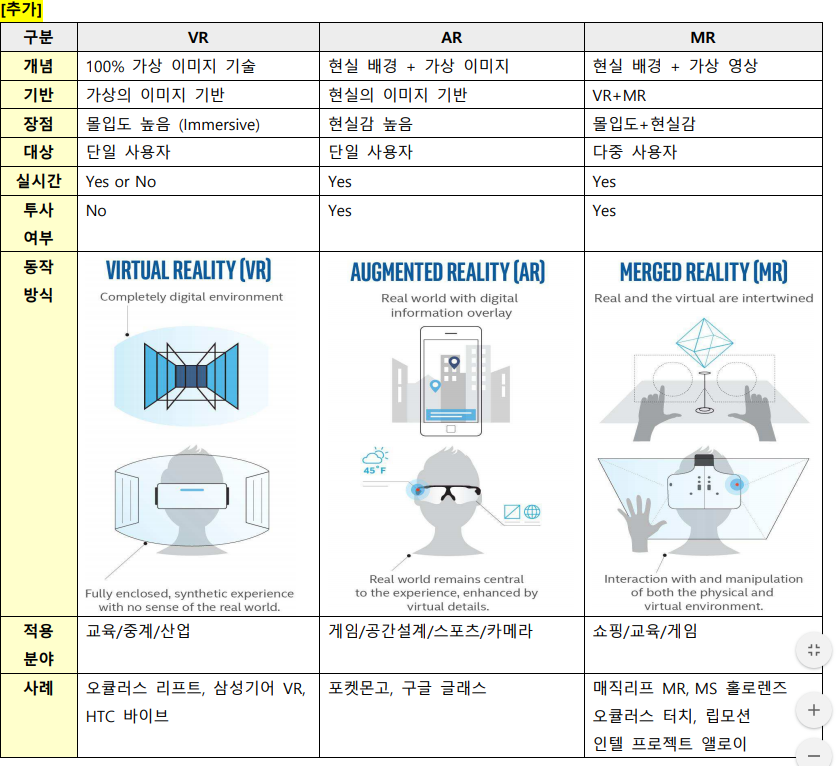 [추가]
구분 VR AR MR
개념 100% 가상 이미지 기술 현실 배경 + 가상 이미지 현실 배경 + 가상 영상
기반 가상의 이미지 기반 현실의 이미지 기반 VR+MR
장점 몰입도 높음 (Immersive) 현실감 높음 몰입도+현실감
대상 단일 사용자 단일 사용자 다중 사용자
실시간 Yes or No Yes Yes
투사 No Yes Yes
여부
동작
방식
VIRTUAL REALITY (VR)
Completely digital environment
Fully enclosed, synthetic experience
with no sense of the real world.
AUGMENTED REALITY (AR)
Real world with digital
information overlay
45°F
Real world remains central
to the experience, enhanced by
virtual details.
MERGED REALITY (MR)
Real and the virtual are intertwined
Interaction with and manipulation
of both the physical and
virtual environment.
적용 교육/중계/산업 게임/공간설계/스포츠/카메라 쇼핑/교육/게임
분야
사례 오큘러스 리프트, 삼성기어 VR, 포켓몬고, 구글 글래스 매직리프 MR, MS 홀로렌즈
HTC 바이브 오큘러스 터치, 립모션
인텔 프로젝트 앨로이